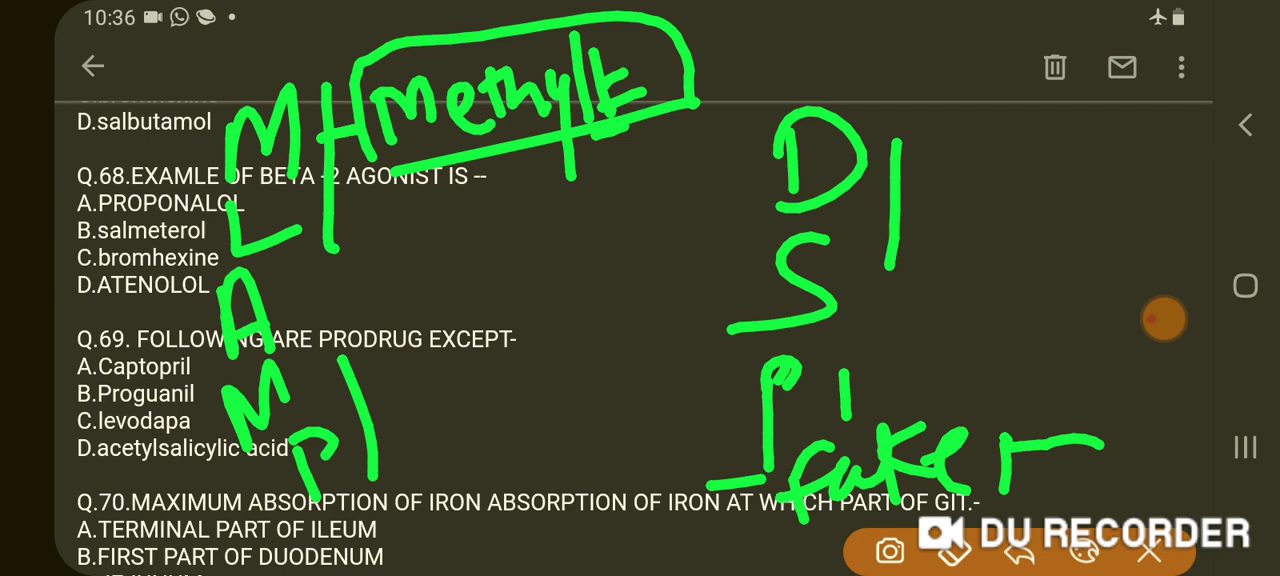 10:36
D.salbutamol
Methyl E
M
D
Q.68.EXAMLE OF BETA -2 AGONIST IS --
A.PROPONALOL
B.salmeterol
L
S
C.bromhexine
D.ATENOLOL
A
Q.69. FOLLOWING ARE PRODRUG EXCEPT-
A.Captopril
B.Proguanil
M
C.levodapa
D.acetylsalicylic acid
P
faker
Q.70.MAXIMUM ABSORPTION OF IRON ABSORPTION OF IRON AT WHICH PART OF GIT.-
A.TERMINAL PART OF ILEUM
DU RECORDER
B.FIRST PART OF DUODENUM